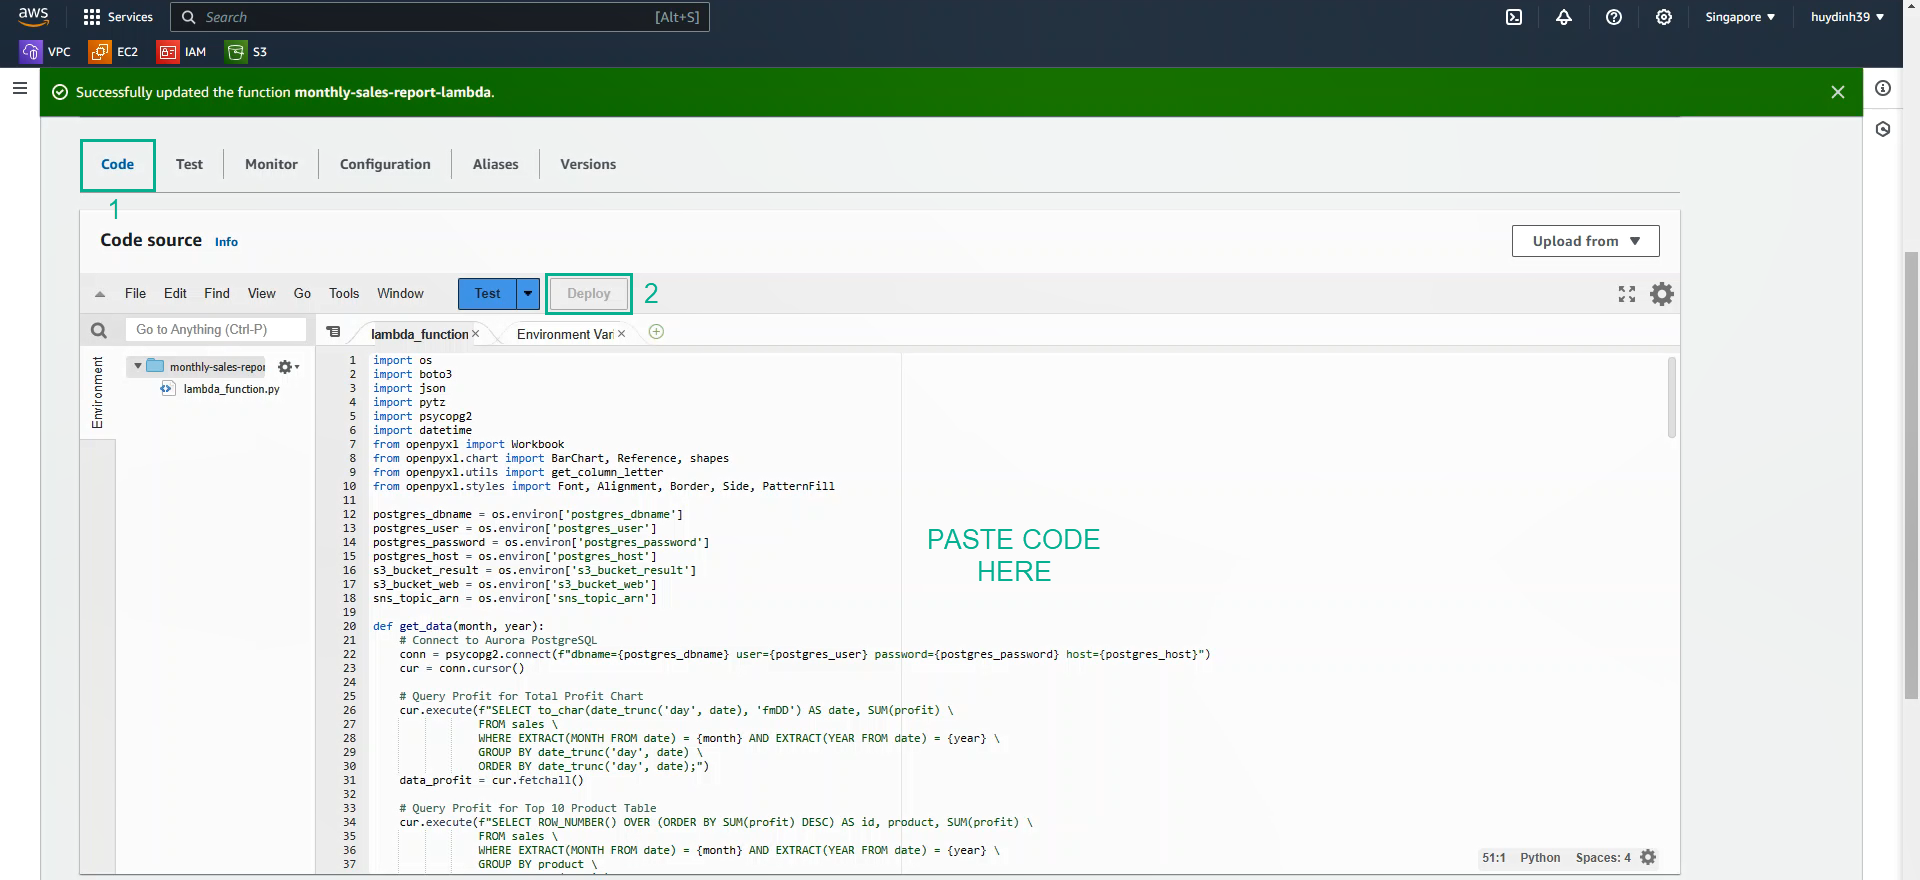 aws
Services
Search
[Alt+S]
Singapore
huydinh39
VPC
EC2
IAM
S3
Successfully updated the function monthly-sales-report-lambda.
Code
Test
Monitor
Configuration
Aliases
Versions
1
Code source
Info
Upload from
File
Edit
Find
View
Go
Tools
Window
Test
Deploy
2
Go to Anything (Ctrl-P)
lambda_function
Environment Vari
Environment
monthly-sales-repor
lambda_function.py
1 import os
2 import boto3
3 import json
4 import pytz
5 import psycopg2
6 import datetime
7 from openpyxl import Workbook
8 from openpyxl.chart import BarChart, Reference, shapes
9 from openpyxl.utils import get_column_letter
10 from openpyxl.styles import Font, Alignment, Border, Side, PatternFill
11
12 postgres_dbname = os.environ['postgres_dbname']
13 postgres_user = os.environ['postgres_user']
14 postgres_password = os.environ['postgres_password']
15 postgres_host = os.environ['postgres_host']
16 s3_bucket_result = os.environ['s3_bucket_result']
17 s3_bucket_web = os.environ['s3_bucket_web']
18 sns_topic_arn = os.environ['sns_topic_arn']
19
20 def get_data(month, year):
21 # Connect to Aurora PostgreSQL
22 conn = psycopg2.connect(f"dbname={postgres_dbname} user={postgres_user} password={postgres_password} host={postgres_host}")
23 cur = conn.cursor()
24
25 # Query Profit for Total Profit Chart
26 cur.execute(f"SELECT to_char(date_trunc('day', date), 'fmDD') AS date, SUM(profit) \
27 FROM sales \
28 WHERE EXTRACT(MONTH FROM date) = {month} AND EXTRACT(YEAR FROM date) = {year} \
29 GROUP BY date_trunc('day', date) \
30 ORDER BY date_trunc('day', date);")
31 data_profit = cur.fetchall()
32
33 # Query Profit for Top 10 Product Table
34 cur.execute(f"SELECT ROW_NUMBER() OVER (ORDER BY SUM(profit) DESC) AS id, product, SUM(profit) \
35 FROM sales \
36 WHERE EXTRACT(MONTH FROM date) = {month} AND EXTRACT(YEAR FROM date) = {year} \
37 GROUP BY product \
PASTE CODE
HERE
51:1
Python
Spaces: 4